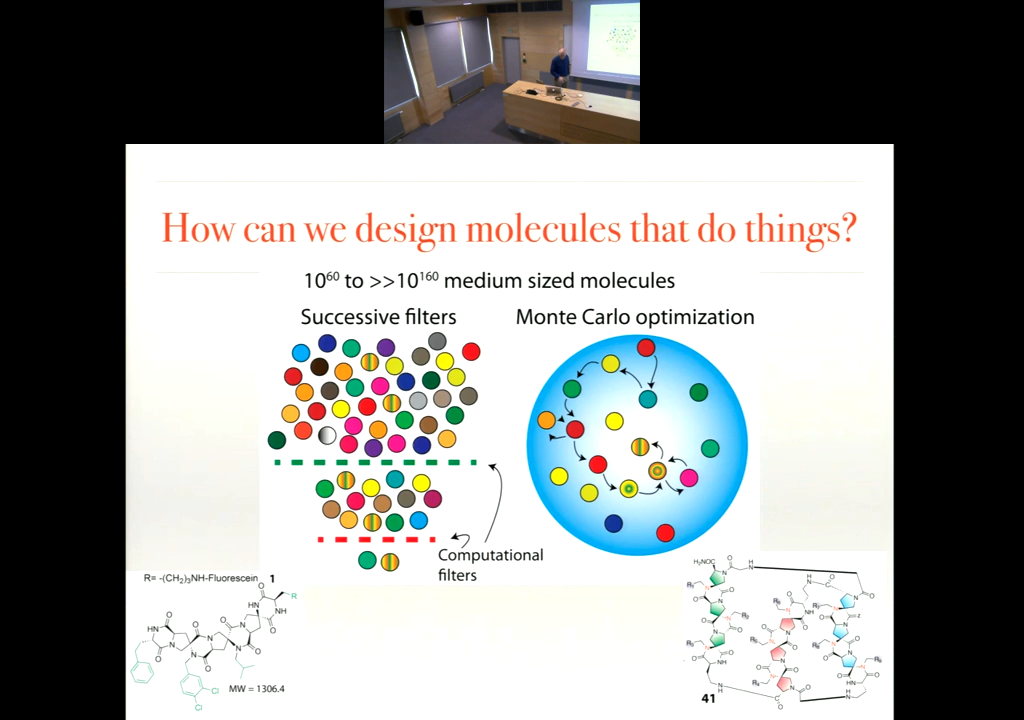 How can we design molecules that do things?
10⁶⁰ to >>10¹⁶⁰ medium sized molecules
Successive filters
Monte Carlo optimization
Computational
filters
R= -(CH₂)₃NH-Fluorescein
1
MW = 1306.4
41